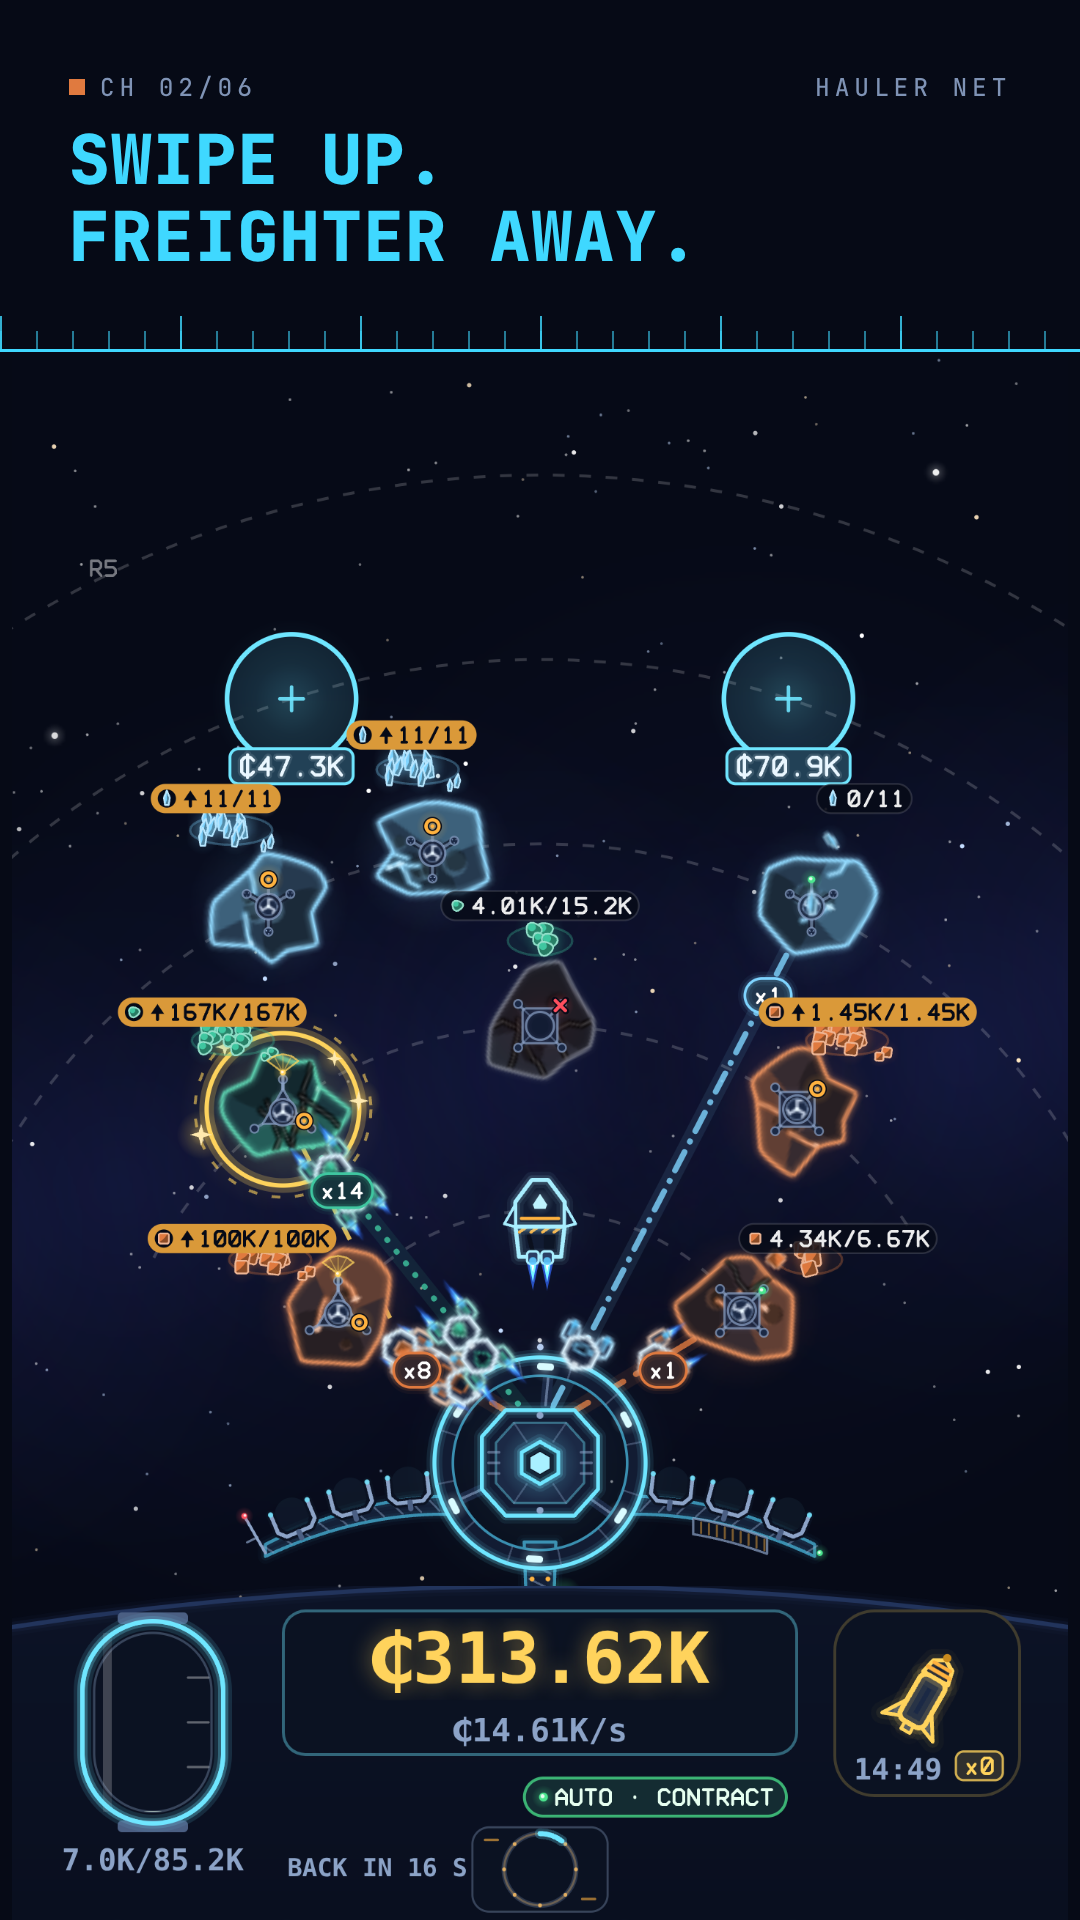 CH 02/06
HAULER NET
SWIPE UP.
FREIGHTER AWAY.
R5
11/11
₵47.3K
₵70.9K
11/11
0/11
4.01K/15.2K
x1
167K/167K
1.45K/1.45K
x14
100K/100K
4.34K/6.67K
x8
x1
₵313.62K
₵14.61K/s
14:49 x0
AUTO · CONTRACT
7.0K/85.2K
BACK IN 16 S